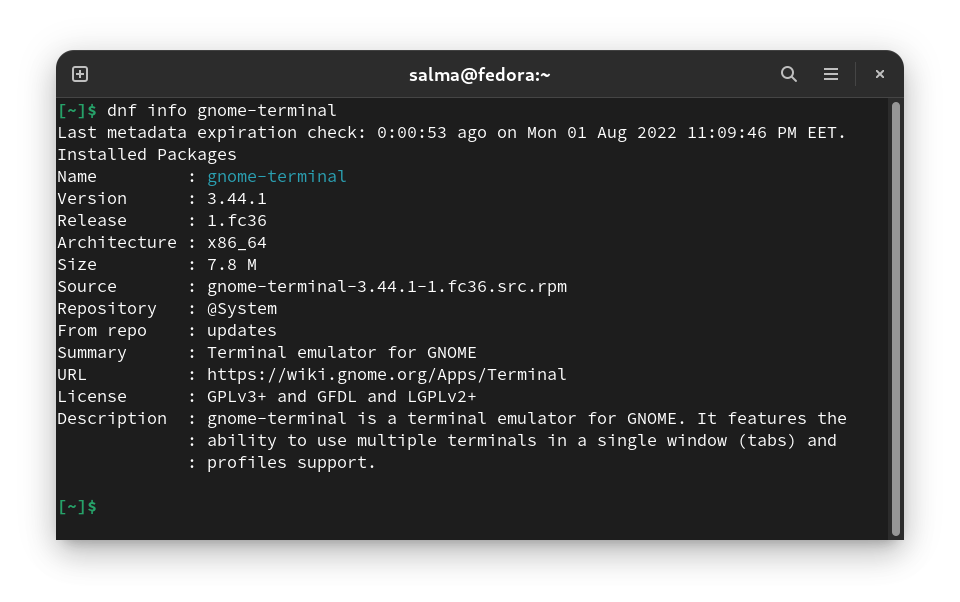 salma@fedora:~
[~]$ dnf info gnome-terminal
Last metadata expiration check: 0:00:53 ago on Mon 01 Aug 2022 11:09:46 PM EET.
Installed Packages
Name         : gnome-terminal
Version      : 3.44.1
Release      : 1.fc36
Architecture : x86_64
Size         : 7.8 M
Source       : gnome-terminal-3.44.1-1.fc36.src.rpm
Repository   : @System
From repo    : updates
Summary      : Terminal emulator for GNOME
URL          : https://wiki.gnome.org/Apps/Terminal
License      : GPLv3+ and GFDL and LGPLv2+
Description  : gnome-terminal is a terminal emulator for GNOME. It features the
             : ability to use multiple terminals in a single window (tabs) and
             : profiles support.
[~]$